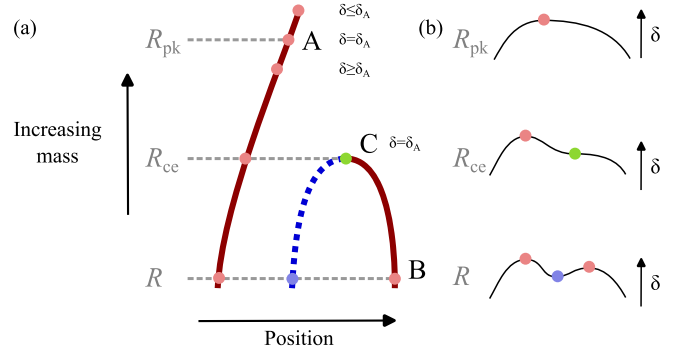 (a)
R_pk
A
δ≤δ_A
δ=δ_A
δ≥δ_A
Increasing
mass
R_ce
C
δ=δ_A
R
B
Position
(b)
R_pk
δ
R_ce
δ
R
δ